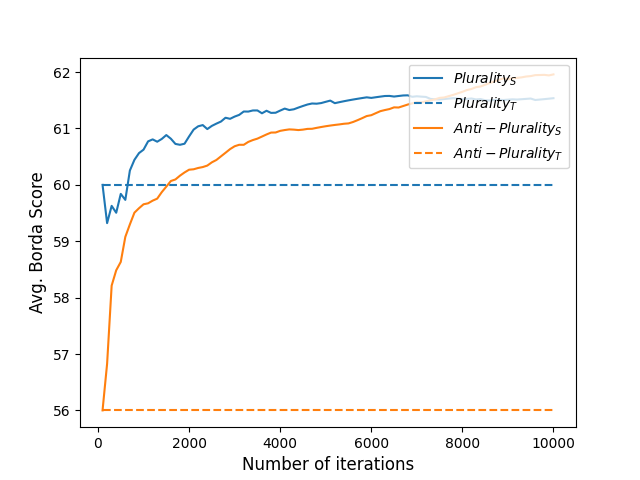 62
61
60
59
58
57
56
Avg. Borda Score
0 2000 4000 6000 8000 10000
Number of iterations
Plurality_S
Plurality_T
Anti − Plurality_S
Anti − Plurality_T